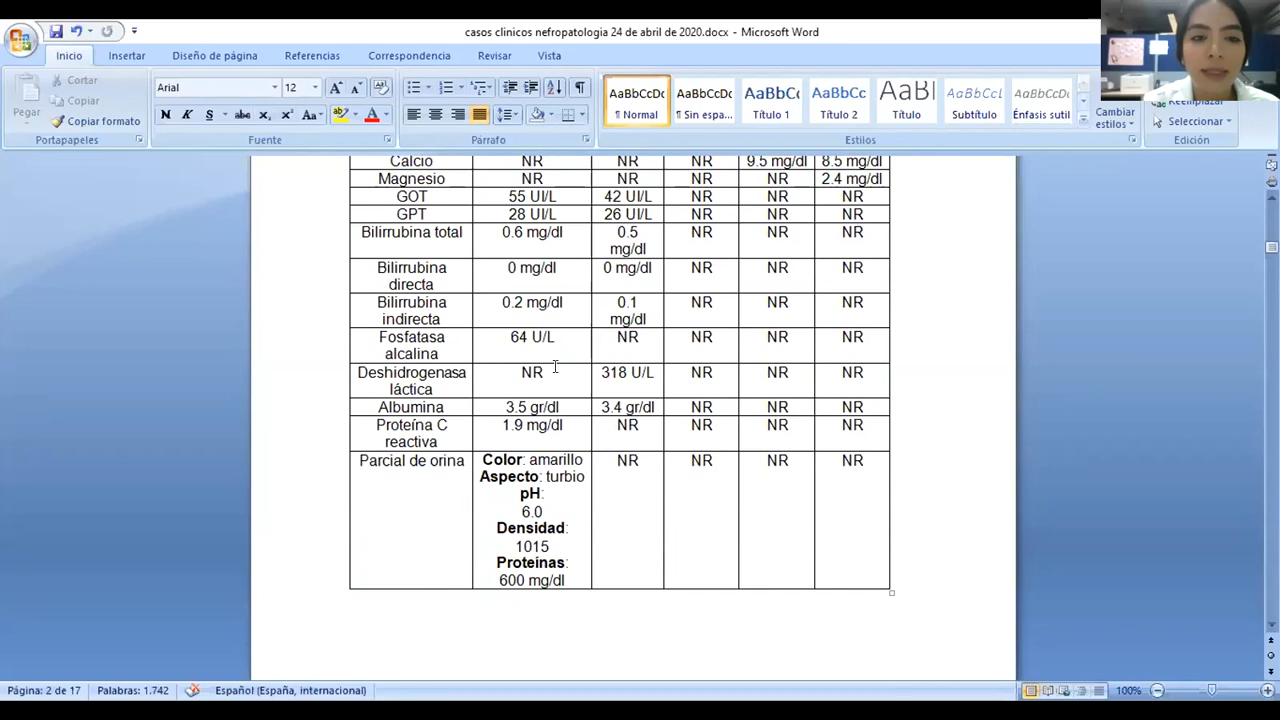 casos clinicos nefropatologia 24 de abril de 2020.docx - Microsoft Word
Inicio Insertar Diseño de página Referencias Correspondencia Revisar Vista
Cortar
Copiar
Pegar
Copiar formato
Portapapeles
Arial 12
N K S abe x₂ x² Aa
Fuente
Párrafo
AaBbCcDc AaBbCcDc AaBbCc AaBbCc AaBl AaBbCcL AaBbCcDc
¶ Normal ¶ Sin espa... Título 1 Título 2 Título Subtítulo Énfasis sutil
Cambiar
estilos
Estilos
Reemplazar
Seleccionar
Edición
Calcio NR NR NR 9.5 mg/dl 8.5 mg/dl
Magnesio NR NR NR NR 2.4 mg/dl
GOT 55 UI/L 42 UI/L NR NR NR
GPT 28 UI/L 26 UI/L NR NR NR
Bilirrubina total 0.6 mg/dl 0.5 mg/dl NR NR NR
Bilirrubina directa 0 mg/dl 0 mg/dl NR NR NR
Bilirrubina indirecta 0.2 mg/dl 0.1 mg/dl NR NR NR
Fosfatasa alcalina 64 U/L NR NR NR NR
Deshidrogenasa láctica NR 318 U/L NR NR NR
Albumina 3.5 gr/dl 3.4 gr/dl NR NR NR
Proteína C reactiva 1.9 mg/dl NR NR NR NR
Parcial de orina Color: amarillo NR NR NR NR
Aspecto: turbio
pH:
6.0
Densidad:
1015
Proteínas:
600 mg/dl
Página: 2 de 17 Palabras: 1.742 Español (España, internacional) 100%